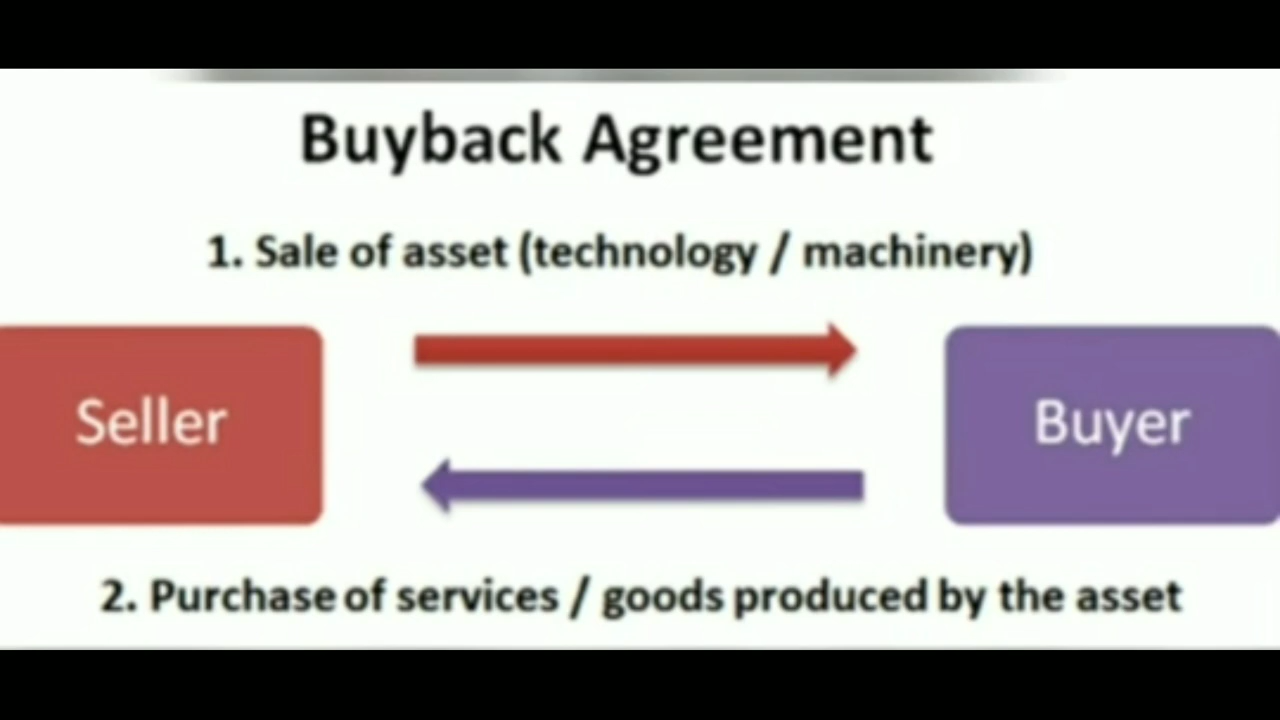 Buyback Agreement
1. Sale of asset (technology / machinery)
Seller
Buyer
2. Purchase of services / goods produced by the asset